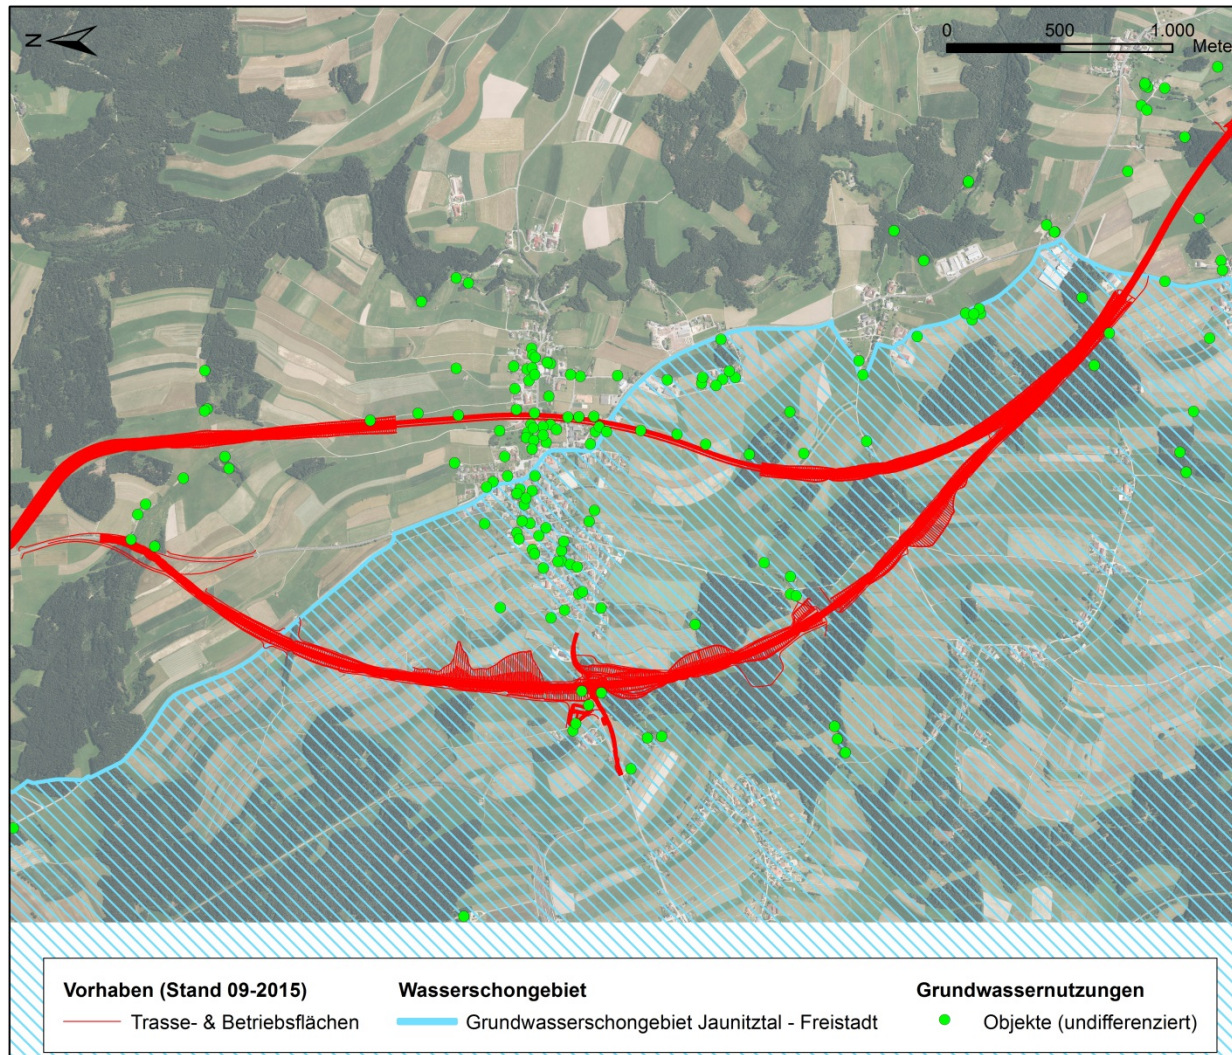 N
0 500 1.000
Mete
Vorhaben (Stand 09-2015)
Trasse- & Betriebsflächen
Wasserschongebiet
Grundwasserschongebiet Jaunitztal - Freistadt
Grundwassernutzungen
Objekte (undifferenziert)